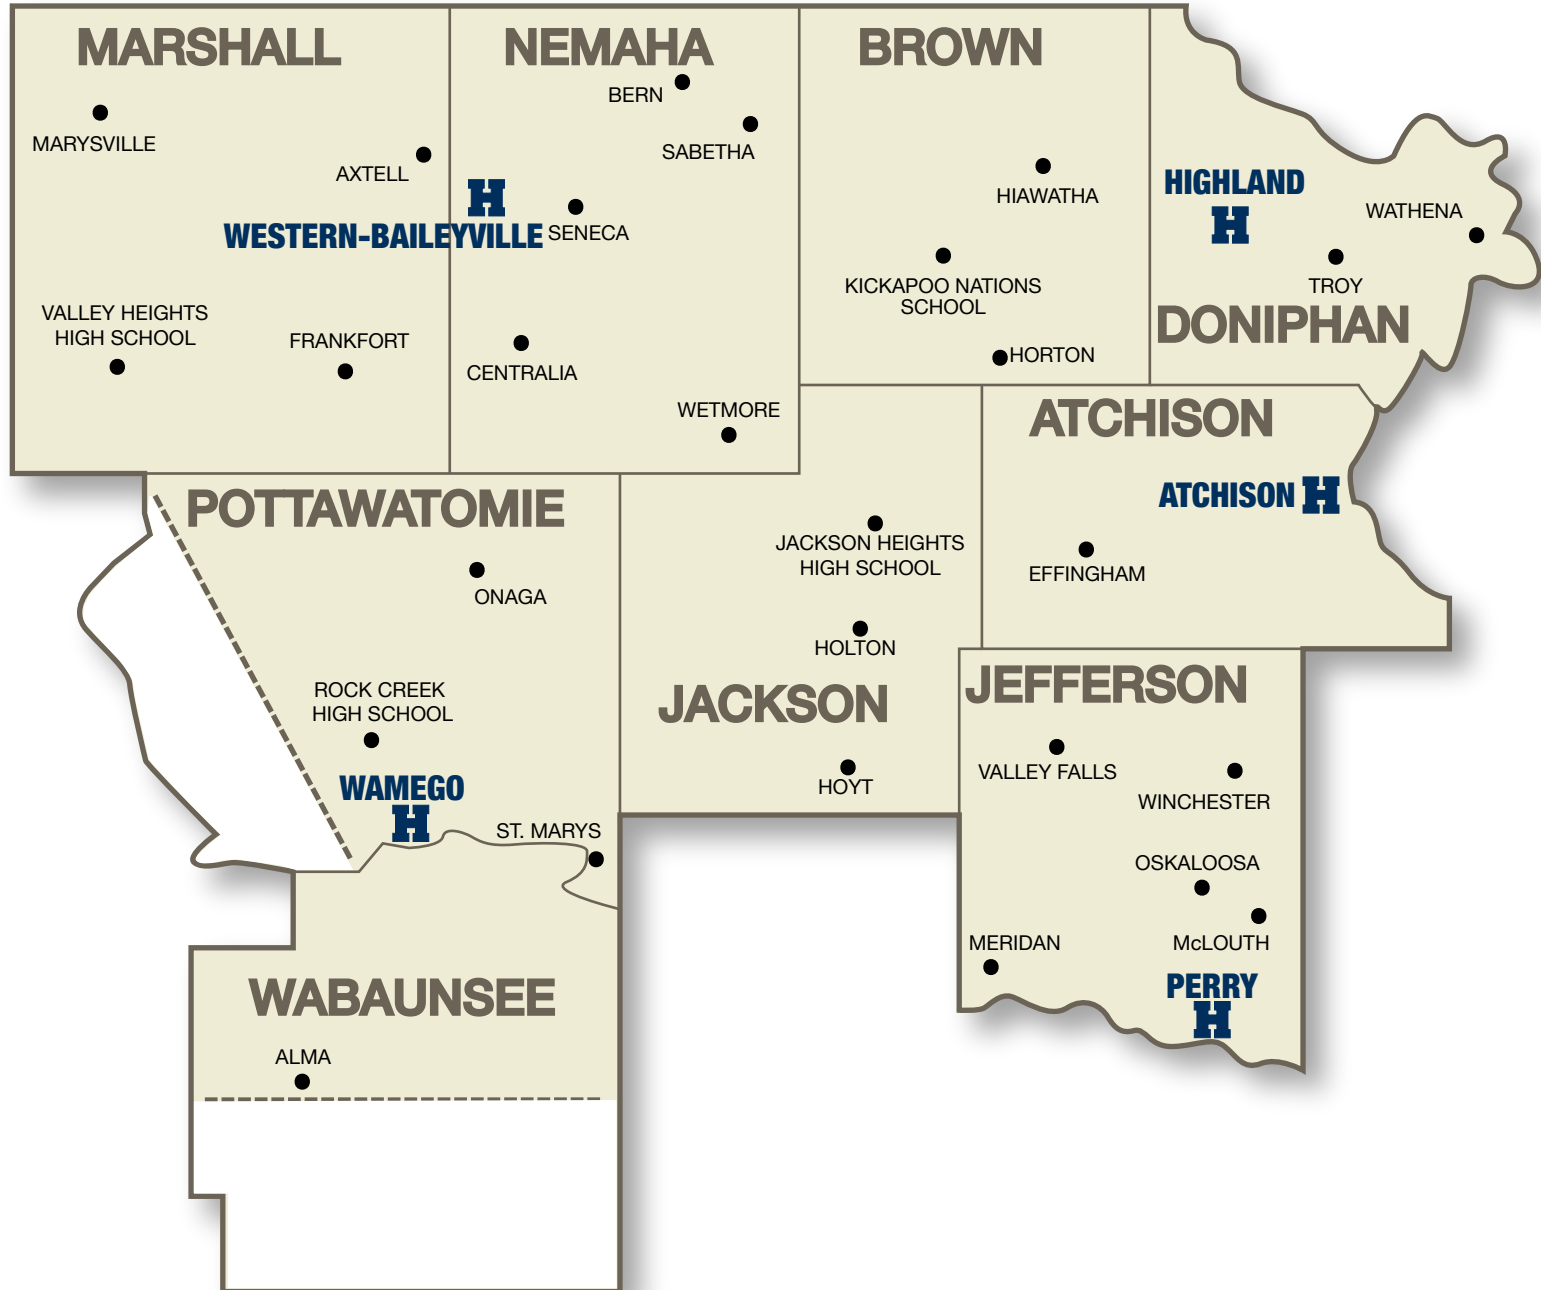 MARSHALL
NEMAHA
BROWN
BERN
MARYSVILLE
SABETHA
AXTELL
HIAWATHA
HIGHLAND
H
WATHENA
H
WESTERN-BAILEYVILLE
SENECA
TROY
KICKAPOO NATIONS
SCHOOL
DONIPHAN
VALLEY HEIGHTS
HIGH SCHOOL
FRANKFORT
CENTRALIA
HORTON
WETMORE
ATCHISON
ATCHISON H
POTTAWATOMIE
JACKSON HEIGHTS
HIGH SCHOOL
EFFINGHAM
ONAGA
HOLTON
ROCK CREEK
HIGH SCHOOL
JACKSON
JEFFERSON
VALLEY FALLS
HOYT
WINCHESTER
WAMEGO
H
ST. MARYS
OSKALOOSA
MERIDAN
McLOUTH
PERRY
H
WABAUNSEE
ALMA